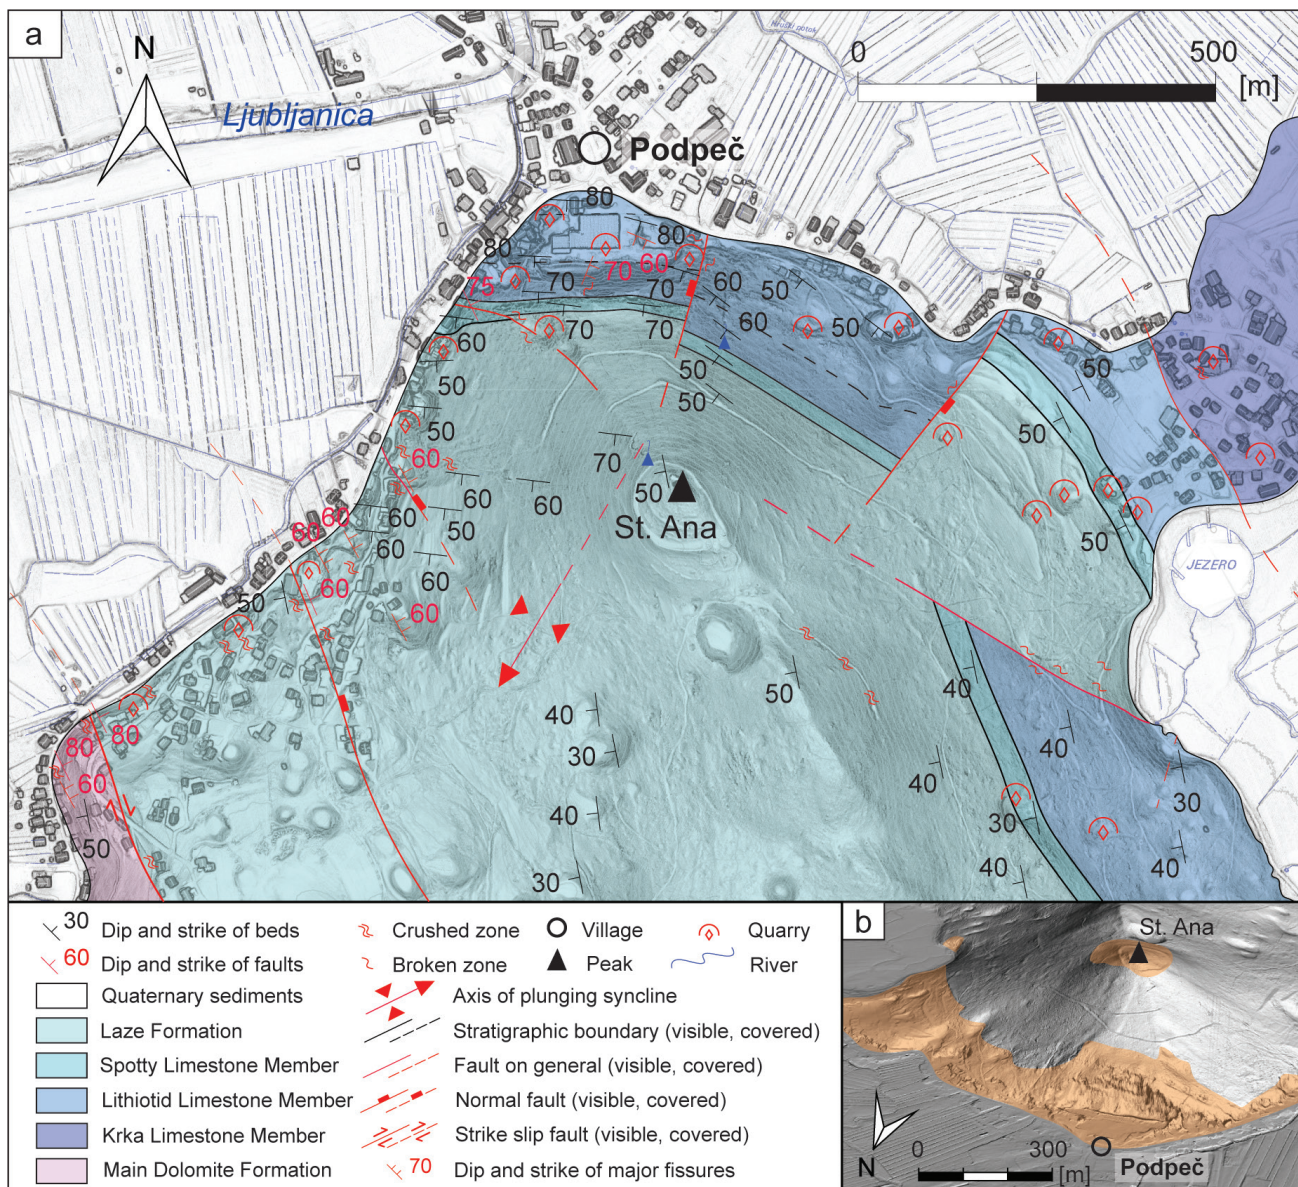 a
N
Ljubljanica
Podpeč
0 500
[m]
80
80
80
75
70
70
60
70
60
50
60
50
70
70
50
50
60
50
50
60
50
60
60
60
50
60
70
50
St. Ana
50
50
JEZERO
80
60
60
60
60
60
60
50
50
40
40
30
40
40
40
30
80
80
60
50
40
30
40
30
40
30 Dip and strike of beds
60 Dip and strike of faults
Quaternary sediments
Laze Formation
Spotty Limestone Member
Lithiotid Limestone Member
Krka Limestone Member
Main Dolomite Formation
Crushed zone
Broken zone
Village
Peak
Quarry
River
Axis of plunging syncline
Stratigraphic boundary (visible, covered)
Fault on general (visible, covered)
Normal fault (visible, covered)
Strike slip fault (visible, covered)
70 Dip and strike of major fissures
b
St. Ana
N
0 300
[m]
Podpeč